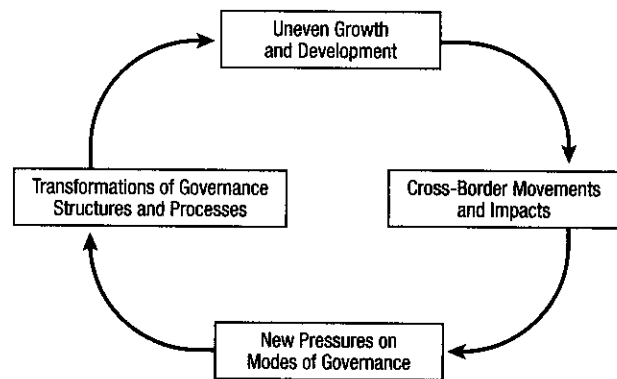 Uneven Growth
and Development
Cross-Border Movements
and Impacts
New Pressures on
Modes of Governance
Transformations of Governance
Structures and Processes